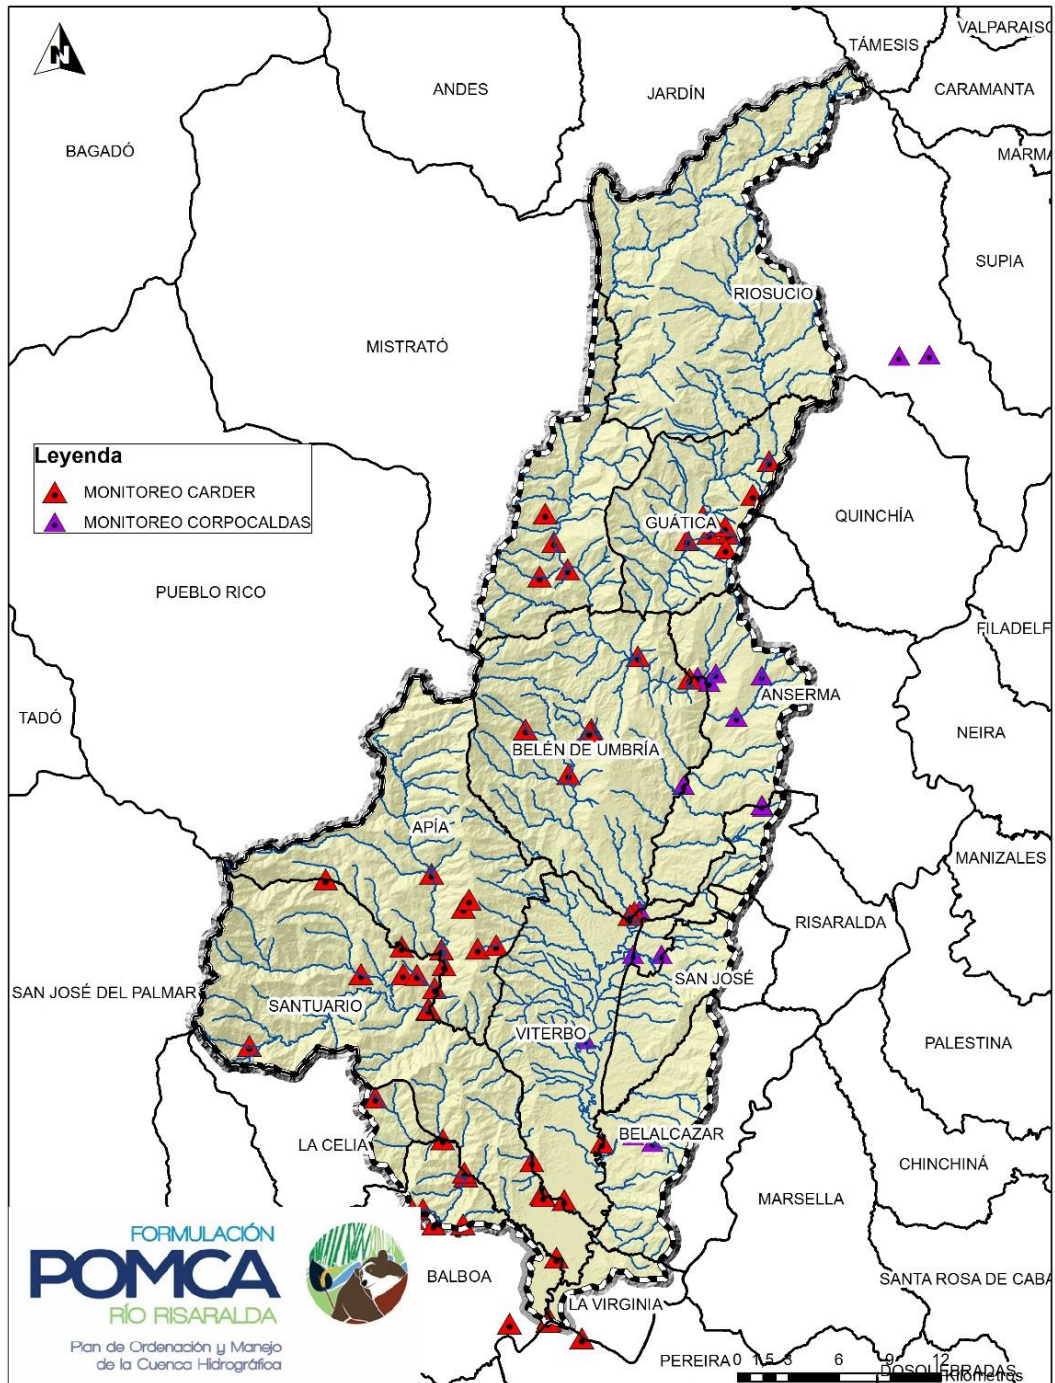 VALPARAISO
TÁMESIS
ANDES
JARDÍN
CARAMANTA
N
BAGADÓ
MARMA
SUPIA
RIOSUCIO
MISTRATÓ
Leyenda
MONITOREO CARDER
MONITOREO CORPOCALDAS
GUÁTICA
QUINCHÍA
PUEBLO RICO
FILADELF
ANSERMA
TADÓ
NEIRA
BELÉN DE UMBRÍA
APÍA
MANIZALES
RISARALDA
SAN JOSÉ
SAN JOSÉ DEL PALMAR
SANTUARIO
VITERBO
PALESTINA
BELALCAZAR
LA CELIA
CHINCHINÁ
MARSELLA
FORMULACIÓN
POMCA
RÍO RISARALDA
Plan de Ordenación y Manejo
de la Cuenca Hidrográfica
BALBOA
SANTA ROSA DE CABA
LA VIRGINIA
PEREIRA
0 1,5 3 6 9 12
DOSQUEBRADAS
Kilómetros